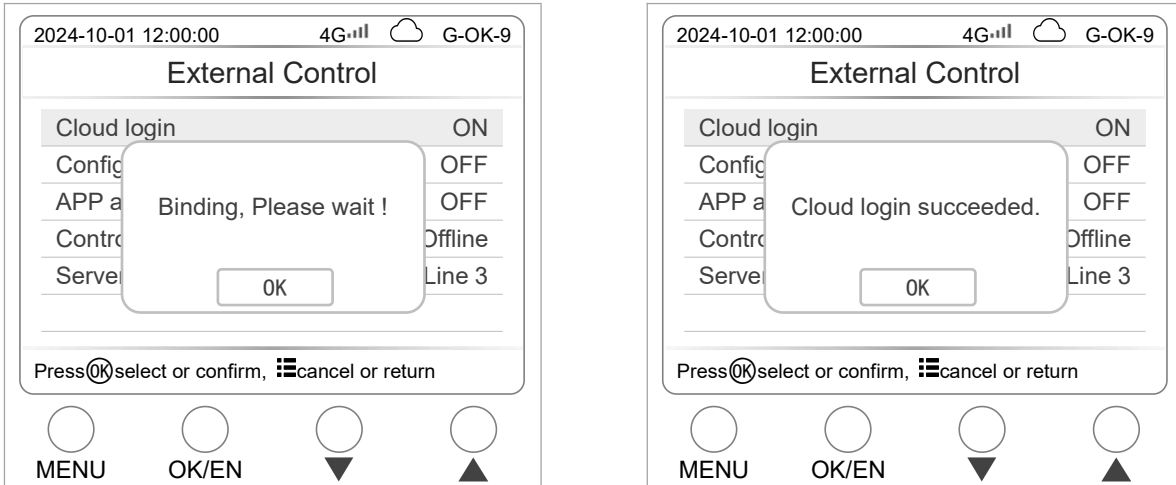 2024-10-01 12:00:00 4G G-OK-9
External Control
Cloud login ON
Config OFF
APP a OFF
Contro Offline
Server Line 3
Binding, Please wait !
OK
Press OK select or confirm, cancel or return
MENU OK/EN
2024-10-01 12:00:00 4G G-OK-9
External Control
Cloud login ON
Config OFF
APP a OFF
Contro Offline
Server Line 3
Cloud login succeeded.
OK
Press OK select or confirm, cancel or return
MENU OK/EN